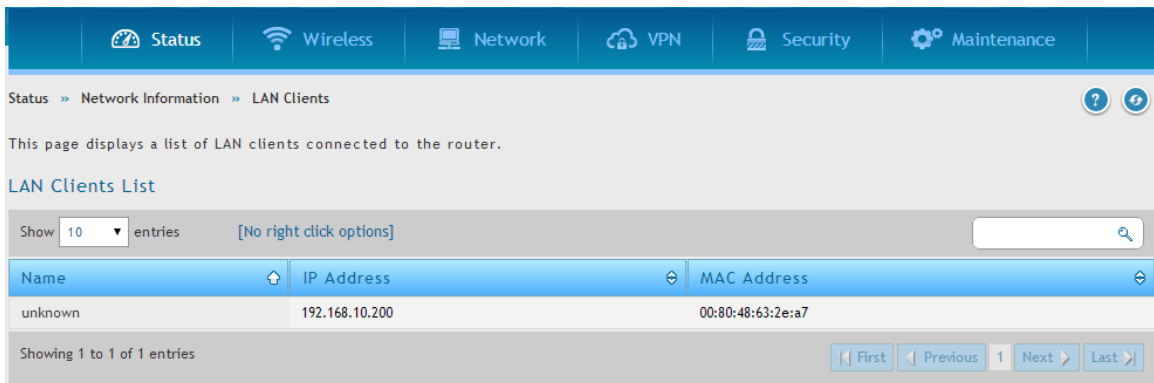 Status Wireless Network VPN Security Maintenance
Status » Network Information » LAN Clients
This page displays a list of LAN clients connected to the router.
LAN Clients List
Show 10 entries [No right click options]
Name IP Address MAC Address
unknown 192.168.10.200 00:80:48:63:2e:a7
Showing 1 to 1 of 1 entries First Previous 1 Next Last